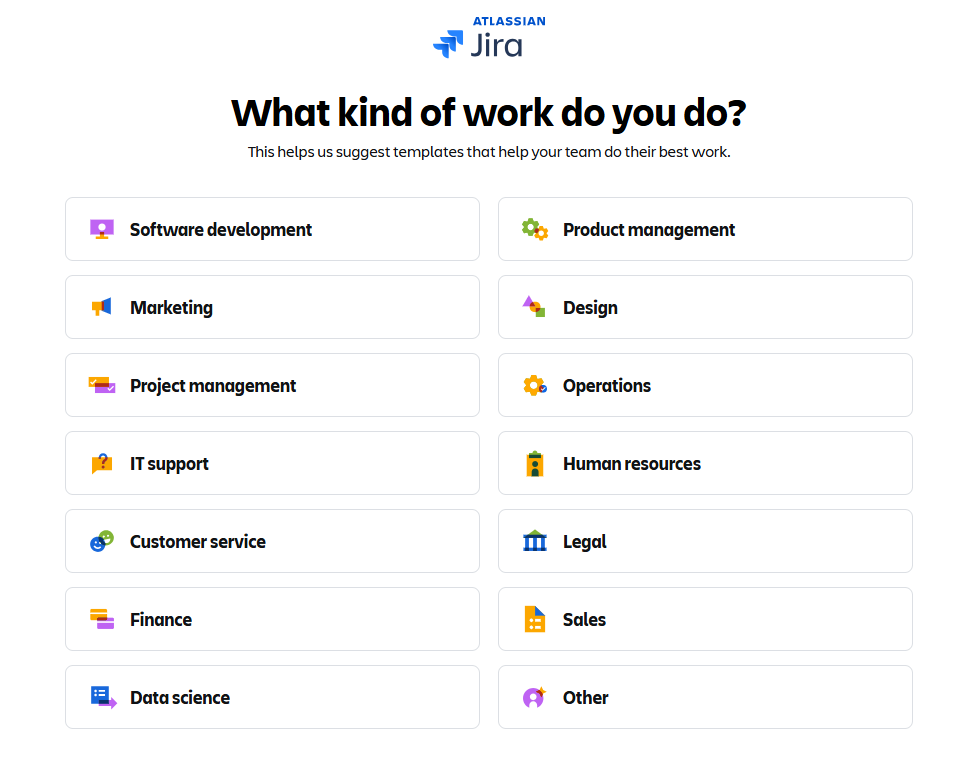 ATLASSIAN
Jira
What kind of work do you do?
This helps us suggest templates that help your team do their best work.
Software development
Product management
Marketing
Design
Project management
Operations
IT support
Human resources
Customer service
Legal
Finance
Sales
Data science
Other